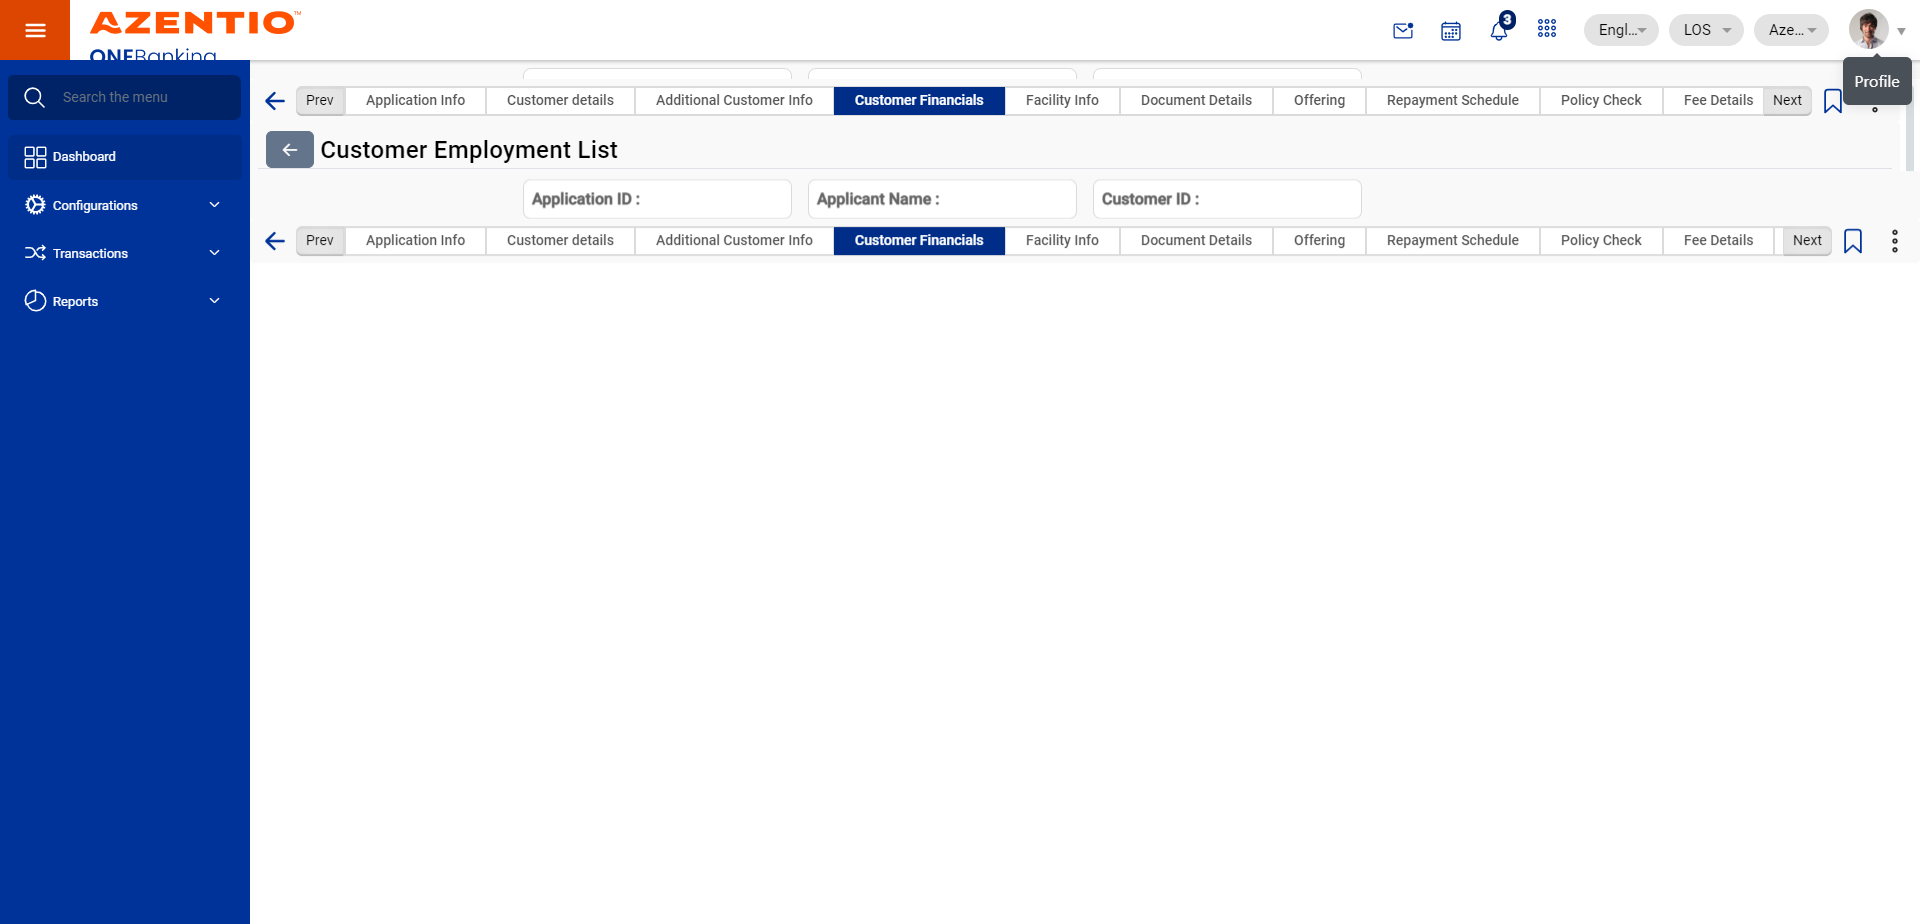 AZENTIO™
ONEBanking
3
Engl...
LOS
Aze...
Profile
Search the menu
Dashboard
Configurations
Transactions
Reports
Prev
Application Info
Customer details
Additional Customer Info
Customer Financials
Facility Info
Document Details
Offering
Repayment Schedule
Policy Check
Fee Details
Next
Customer Employment List
Application ID :
Applicant Name :
Customer ID :
Prev
Application Info
Customer details
Additional Customer Info
Customer Financials
Facility Info
Document Details
Offering
Repayment Schedule
Policy Check
Fee Details
Next